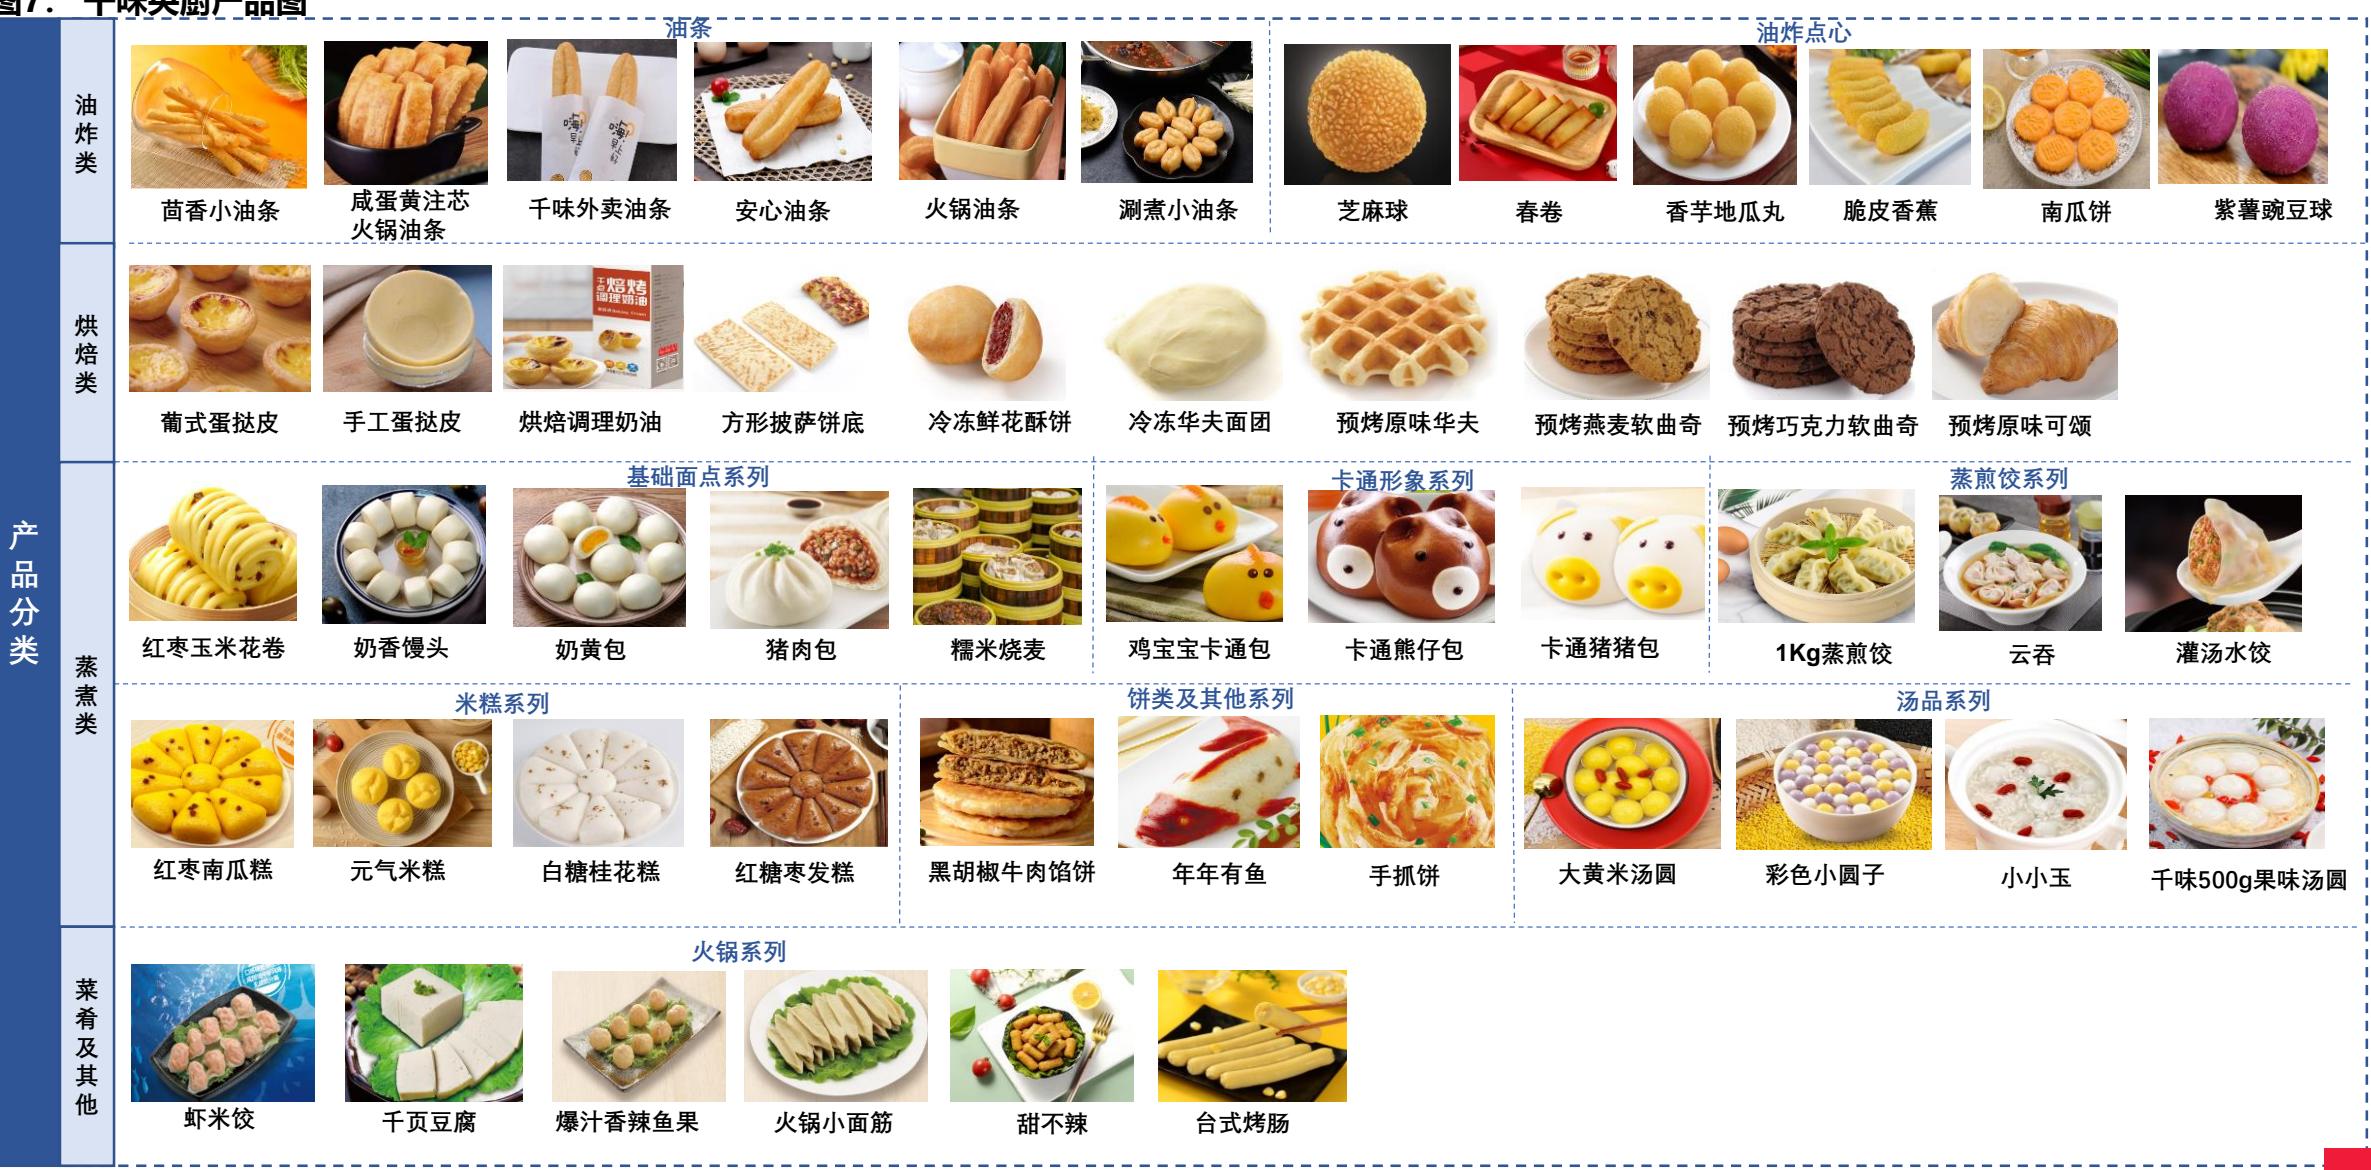 图7： 千味央厨产品图
产品分类
油炸类
油条
油炸点心
茴香小油条
咸蛋黄注芯
火锅油条
千味外卖油条
安心油条
火锅油条
涮煮小油条
芝麻球
春卷
香芋地瓜丸
脆皮香蕉
南瓜饼
紫薯豌豆球
烘焙类
焙烤
调理奶油
葡式蛋挞皮
手工蛋挞皮
烘焙调理奶油
方形披萨饼底
冷冻鲜花酥饼
冷冻华夫面团
预烤原味华夫
预烤燕麦软曲奇
预烤巧克力软曲奇
预烤原味可颂
蒸煮类
基础面点系列
卡通形象系列
蒸煎饺系列
红枣玉米花卷
奶香馒头
奶黄包
猪肉包
糯米烧麦
鸡宝宝卡通包
卡通熊仔包
卡通猪猪包
1Kg蒸煎饺
云吞
灌汤水饺
米糕系列
饼类及其他系列
汤品系列
红枣南瓜糕
元气米糕
白糖桂花糕
红糖枣发糕
黑胡椒牛肉馅饼
年年有鱼
手抓饼
大黄米汤圆
彩色小圆子
小小玉
千味500g果味汤圆
菜肴及其他
火锅系列
虾米饺
千页豆腐
爆汁香辣鱼果
火锅小面筋
甜不辣
台式烤肠